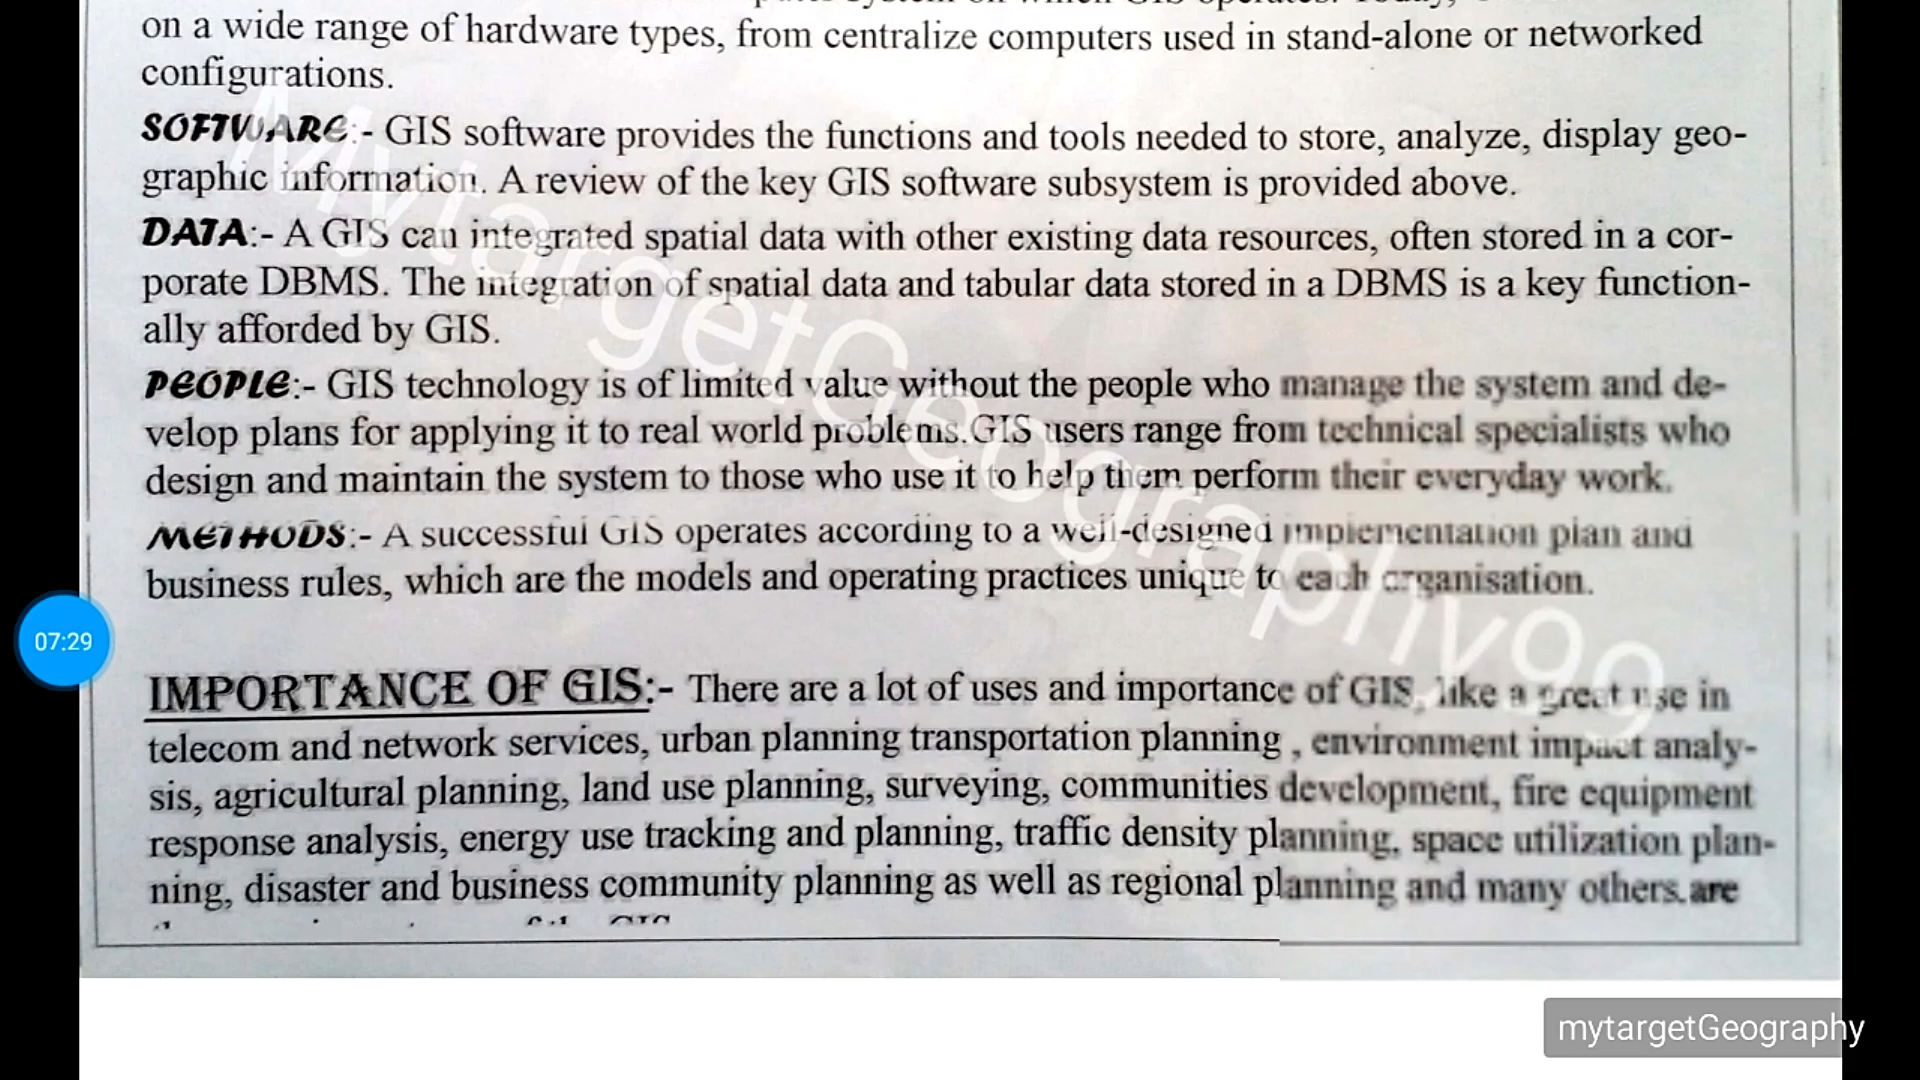 on a wide range of hardware types, from centralize computers used in stand-alone or networked
configurations.
SOFTWARE:- GIS software provides the functions and tools needed to store, analyze, display geo-
graphic information. A review of the key GIS software subsystem is provided above.
DATA:- A GIS can integrated spatial data with other existing data resources, often stored in a cor-
porate DBMS. The integration of spatial data and tabular data stored in a DBMS is a key function-
ally afforded by GIS.
PEOPLE:- GIS technology is of limited value without the people who manage the system and de-
velop plans for applying it to real world problems.GIS users range from technical specialists who
design and maintain the system to those who use it to help them perform their everyday work.
METHODS:- A successful GIS operates according to a well-designed implementation plan and
business rules, which are the models and operating practices unique to each organisation.
07:29
IMPORTANCE OF GIS:- There are a lot of uses and importance of GIS, like a great use in
telecom and network services, urban planning transportation planning , environment impact analy-
sis, agricultural planning, land use planning, surveying, communities development, fire equipment
response analysis, energy use tracking and planning, traffic density planning, space utilization plan-
ning, disaster and business community planning as well as regional planning and many others.are
MytargetGeography99
mytargetGeography